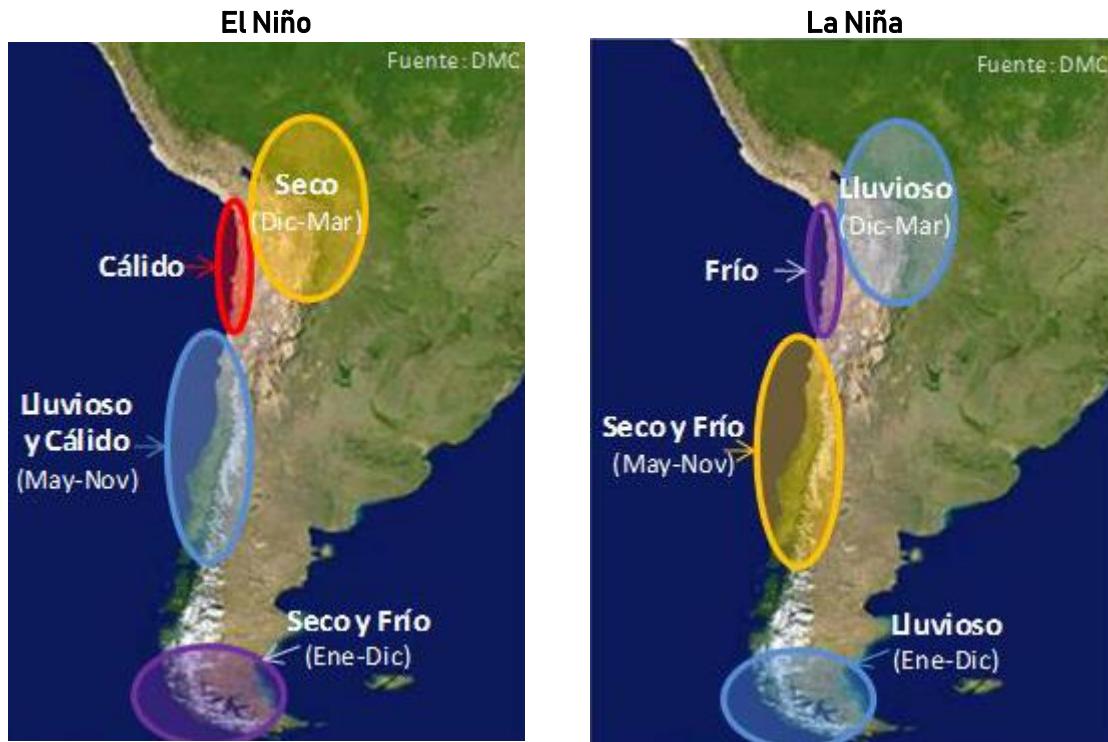 El Niño
Fuente: DMC
Seco
(Dic-Mar)
Cálido
Lluvioso
y Cálido
(May-Nov)
Seco y Frío
(Ene-Dic)
La Niña
Fuente: DMC
Lluvioso
(Dic-Mar)
Frío
Seco y Frío
(May-Nov)
Lluvioso
(Ene-Dic)